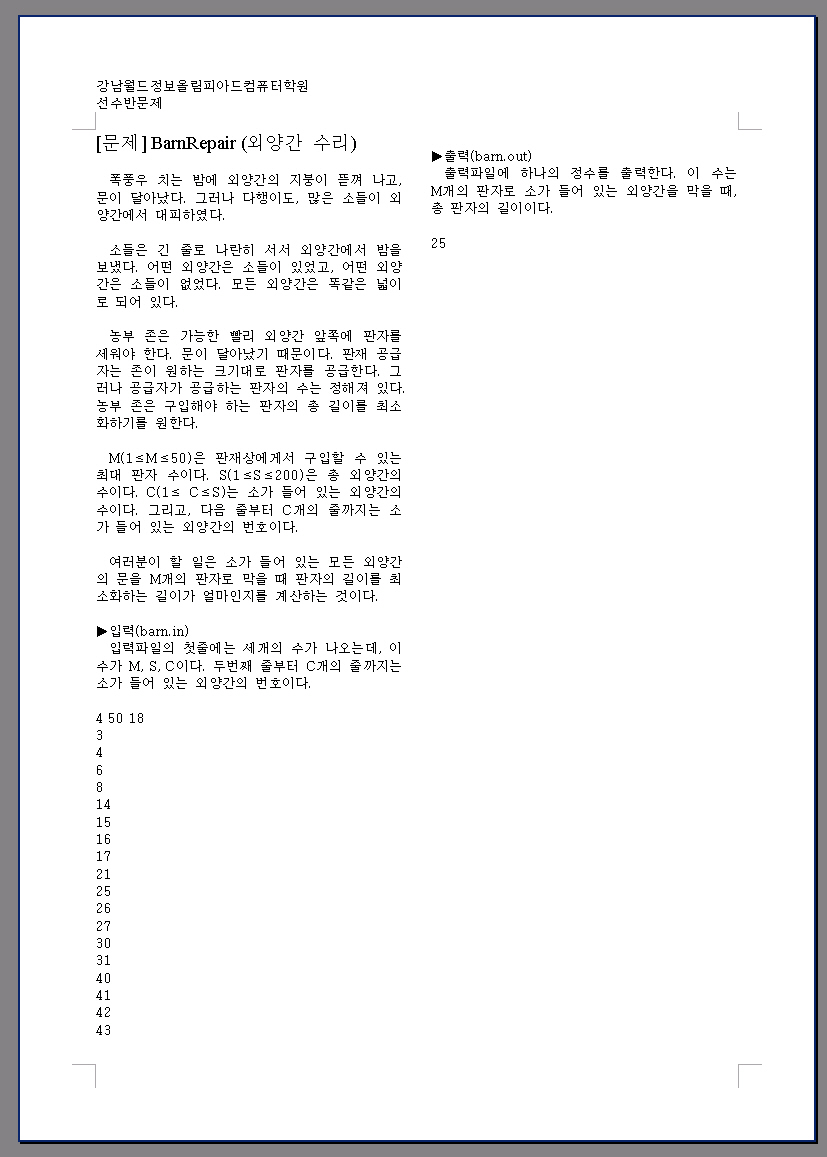 강남월드정보올림피아드컴퓨터학원
선수반문제
[문제] BarnRepair (외양간 수리)
폭풍우 치는 밤에 외양간의 지붕이 뜯껴 나고,
문이 달아났다. 그러나 다행이도, 많은 소들이 외
양간에서 대피하였다.
소들은 긴 줄로 나란히 서서 외양간에서 밤을
보냈다. 어떤 외양간은 소들이 있었고, 어떤 외양
간은 소들이 없었다. 모든 외양간은 똑같은 넓이
로 되어 있다.
농부 존은 가능한 빨리 외양간 앞쪽에 판자를
세워야 한다. 문이 달아났기 때문이다. 판재 공급
자는 존이 원하는 크기대로 판자를 공급한다. 그
러나 공급자가 공급하는 판자의 수는 정해져 있다.
농부 존은 구입해야 하는 판자의 총 길이를 최소
화하기를 원한다.
M(1≤M≤50)은 판재상에게서 구입할 수 있는
최대 판자 수이다. S(1≤S≤200)은 총 외양간의
수이다. C(1≤ C≤S)는 소가 들어 있는 외양간의
수이다. 그리고, 다음 줄부터 C개의 줄까지는 소
가 들어 있는 외양간의 번호이다.
여러분이 할 일은 소가 들어 있는 모든 외양간
의 문을 M개의 판자로 막을 때 판자의 길이를 최
소화하는 길이가 얼마인지를 계산하는 것이다.
▶입력(barn.in)
입력파일의 첫줄에는 세개의 수가 나오는데, 이
수가 M, S, C이다. 두번째 줄부터 C개의 줄까지는
소가 들어 있는 외양간의 번호이다.
4 50 18
3
4
6
8
14
15
16
17
21
25
26
27
30
31
40
41
42
43
▶출력(barn.out)
출력파일에 하나의 정수를 출력한다. 이 수는
M개의 판자로 소가 들어 있는 외양간을 막을 때,
총 판자의 길이이다.
25